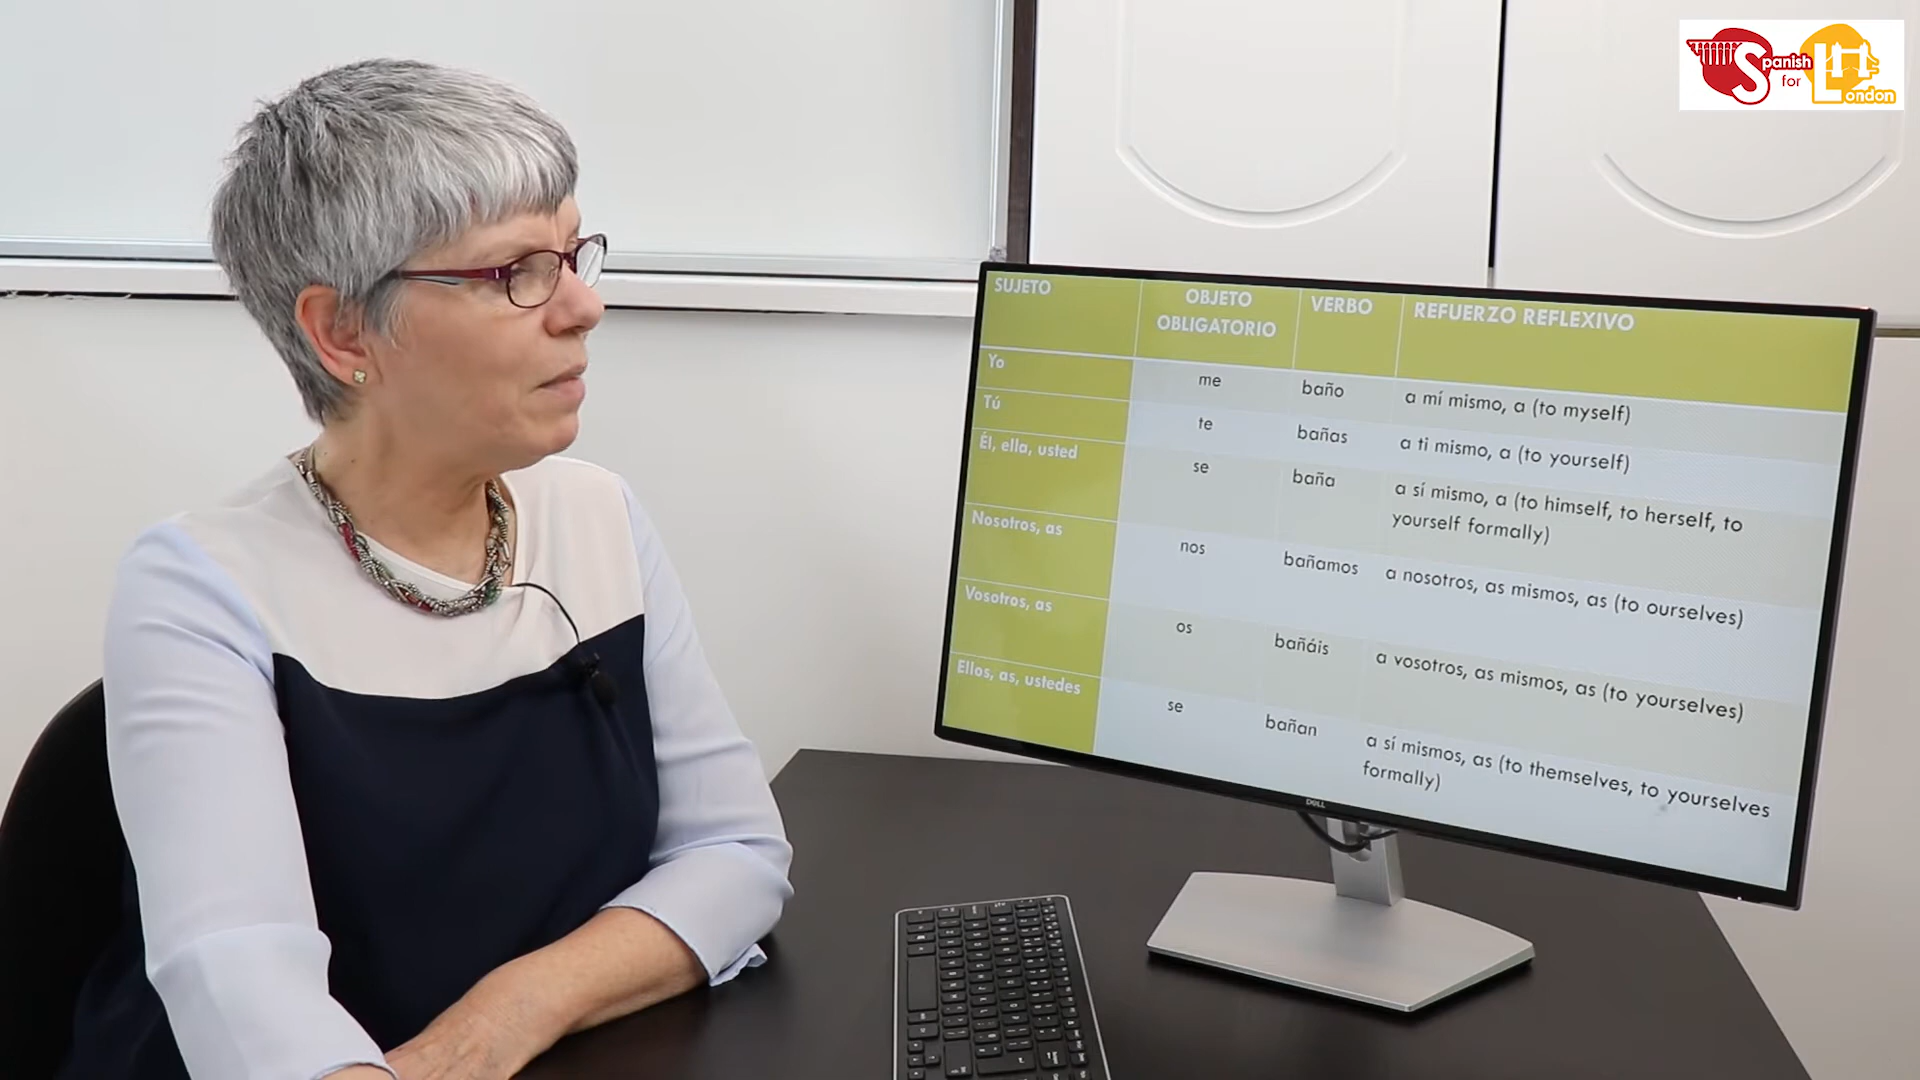 Spanish
for
London
SUJETO OBJETO OBLIGATORIO VERBO REFUERZO REFLEXIVO
Yo me baño a mí mismo, a (to myself)
Tú te bañas a ti mismo, a (to yourself)
Él, ella, usted se baña a sí mismo, a (to himself, to herself, to
yourself formally)
Nosotros, as nos bañamos a nosotros, as mismos, as (to ourselves)
Vosotros, as os bañáis a vosotros, as mismos, as (to yourselves)
Ellos, as, ustedes se bañan a sí mismos, as (to themselves, to yourselves
formally)
DELL